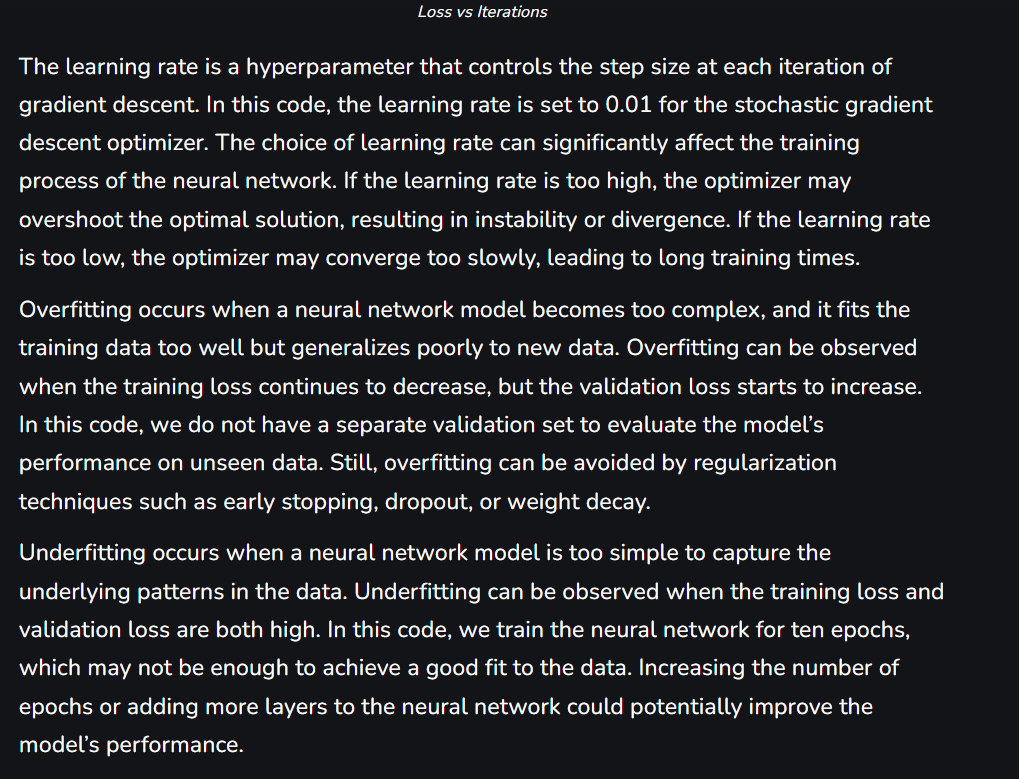 Loss vs Iterations
The learning rate is a hyperparameter that controls the step size at each iteration of
gradient descent. In this code, the learning rate is set to 0.01 for the stochastic gradient
descent optimizer. The choice of learning rate can significantly affect the training
process of the neural network. If the learning rate is too high, the optimizer may
overshoot the optimal solution, resulting in instability or divergence. If the learning rate
is too low, the optimizer may converge too slowly, leading to long training times.
Overfitting occurs when a neural network model becomes too complex, and it fits the
training data too well but generalizes poorly to new data. Overfitting can be observed
when the training loss continues to decrease, but the validation loss starts to increase.
In this code, we do not have a separate validation set to evaluate the model’s
performance on unseen data. Still, overfitting can be avoided by regularization
techniques such as early stopping, dropout, or weight decay.
Underfitting occurs when a neural network model is too simple to capture the
underlying patterns in the data. Underfitting can be observed when the training loss and
validation loss are both high. In this code, we train the neural network for ten epochs,
which may not be enough to achieve a good fit to the data. Increasing the number of
epochs or adding more layers to the neural network could potentially improve the
model’s performance.